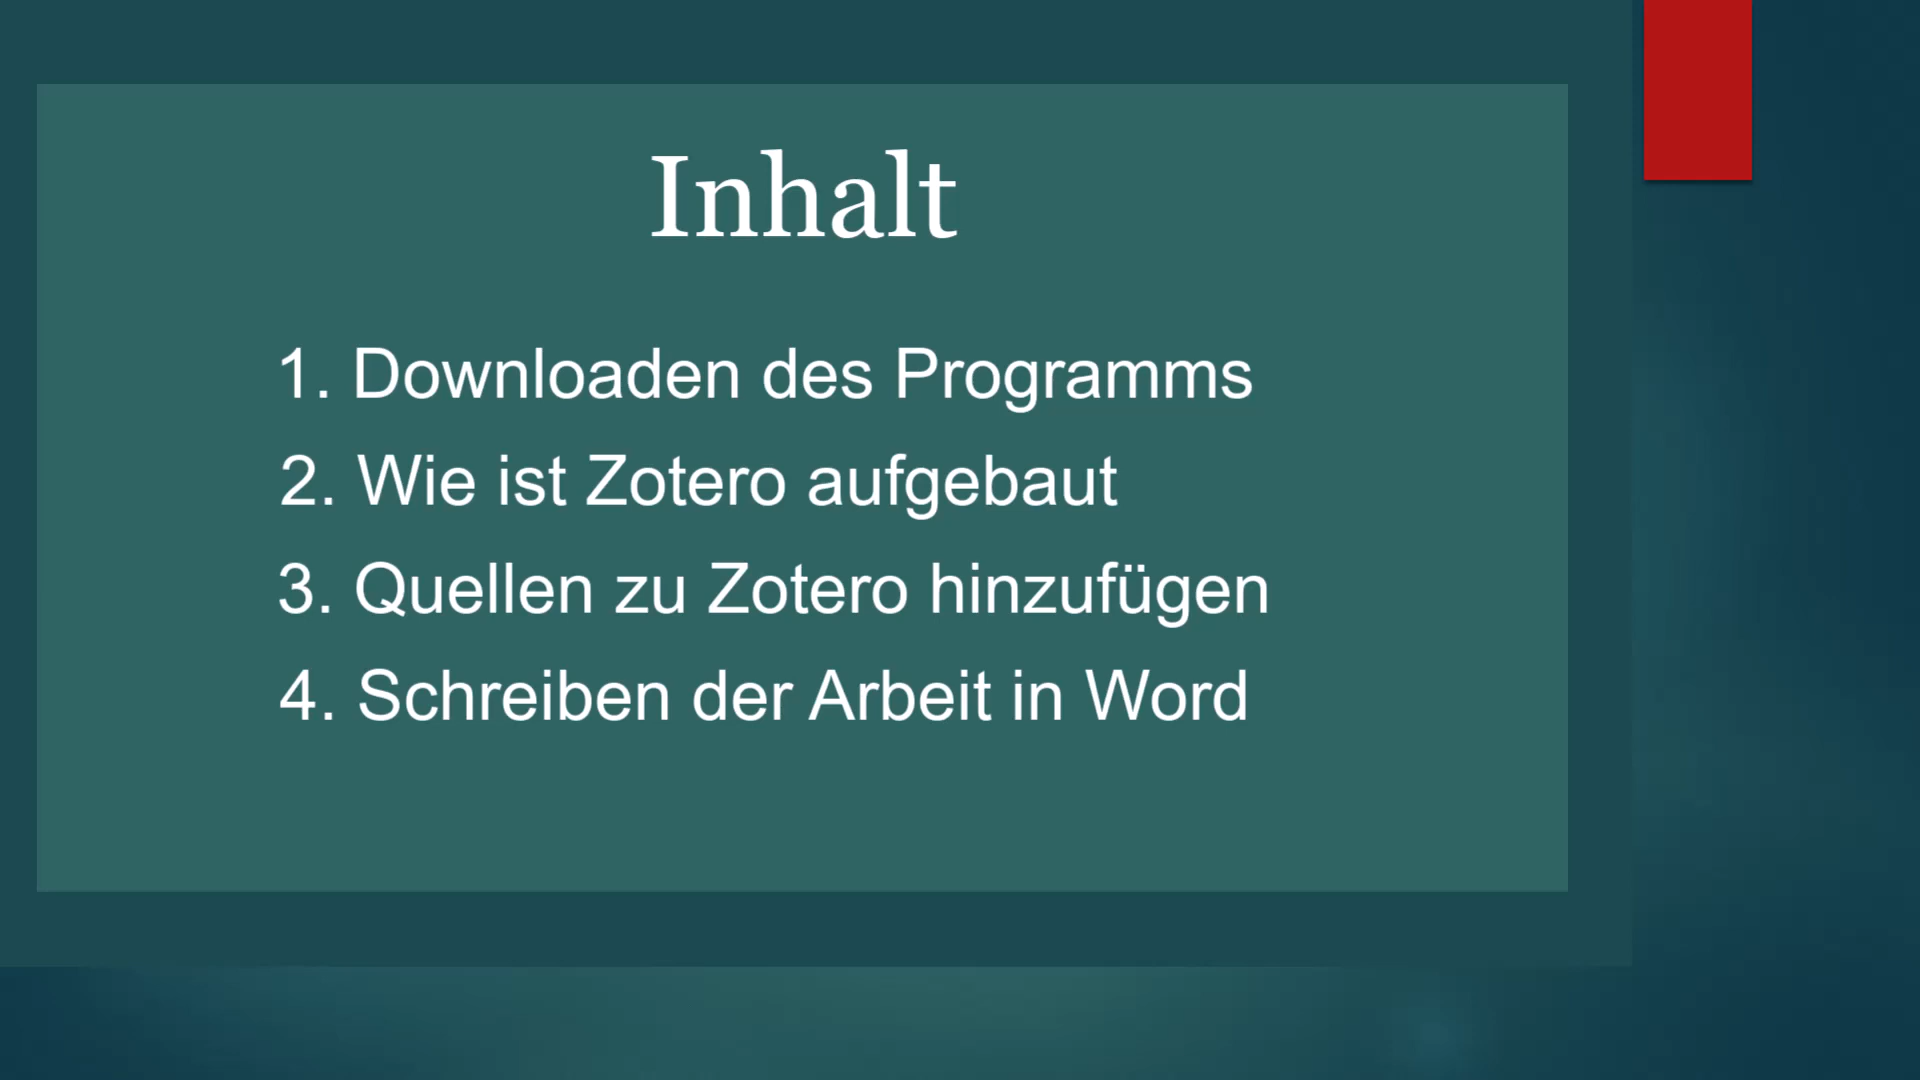 Inhalt
1. Downloaden des Programms
2. Wie ist Zotero aufgebaut
3. Quellen zu Zotero hinzufügen
4. Schreiben der Arbeit in Word